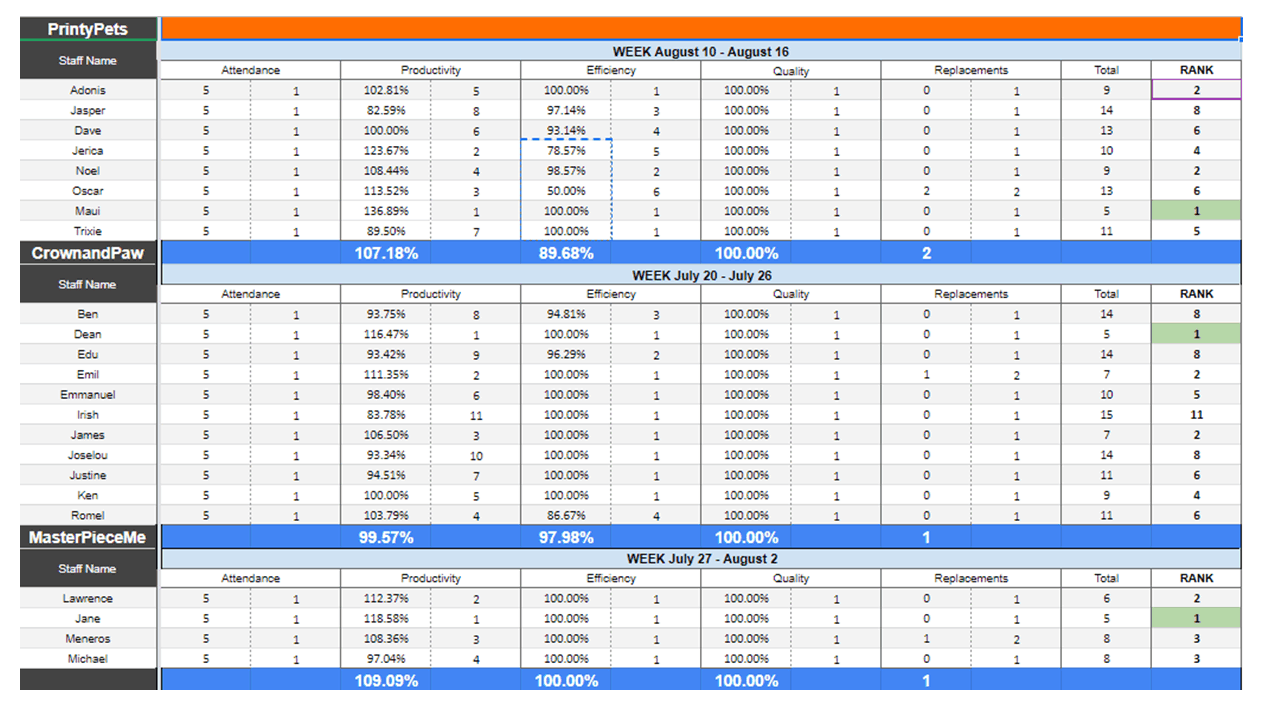 PrintyPets
WEEK August 10 - August 16
Staff Name
Attendance Productivity Efficiency Quality Replacements Total RANK
Adonis 5 1 102.81% 5 100.00% 1 100.00% 1 0 1 9 2
Jasper 5 1 82.59% 8 97.14% 3 100.00% 1 0 1 14 8
Dave 5 1 100.00% 6 93.14% 4 100.00% 1 0 1 13 6
Jerica 5 1 123.67% 2 78.57% 5 100.00% 1 0 1 10 4
Noel 5 1 108.44% 4 98.57% 2 100.00% 1 0 1 9 2
Oscar 5 1 113.52% 3 50.00% 6 100.00% 1 2 2 13 6
Maui 5 1 136.89% 1 100.00% 1 100.00% 1 0 1 5 1
Trixie 5 1 89.50% 7 100.00% 1 100.00% 1 0 1 11 5
CrownandPaw 107.18% 89.68% 100.00% 2
WEEK July 20 - July 26
Staff Name
Attendance Productivity Efficiency Quality Replacements Total RANK
Ben 5 1 93.75% 8 94.81% 3 100.00% 1 0 1 14 8
Dean 5 1 116.47% 1 100.00% 1 100.00% 1 0 1 5 1
Edu 5 1 93.42% 9 96.29% 2 100.00% 1 0 1 14 8
Emil 5 1 111.35% 2 100.00% 1 100.00% 1 1 2 7 2
Emmanuel 5 1 98.40% 6 100.00% 1 100.00% 1 0 1 10 5
Irish 5 1 83.78% 11 100.00% 1 100.00% 1 0 1 15 11
James 5 1 106.50% 3 100.00% 1 100.00% 1 0 1 7 2
Joselou 5 1 93.34% 10 100.00% 1 100.00% 1 0 1 14 8
Justine 5 1 94.51% 7 100.00% 1 100.00% 1 0 1 11 6
Ken 5 1 100.00% 5 100.00% 1 100.00% 1 0 1 9 4
Romel 5 1 103.79% 4 86.67% 4 100.00% 1 0 1 11 6
MasterPieceMe 99.57% 97.98% 100.00% 1
WEEK July 27 - August 2
Staff Name
Attendance Productivity Efficiency Quality Replacements Total RANK
Lawrence 5 1 112.37% 2 100.00% 1 100.00% 1 0 1 6 2
Jane 5 1 118.58% 1 100.00% 1 100.00% 1 0 1 5 1
Meneros 5 1 108.36% 3 100.00% 1 100.00% 1 1 2 8 3
Michael 5 1 97.04% 4 100.00% 1 100.00% 1 0 1 8 3
109.09% 100.00% 100.00% 1